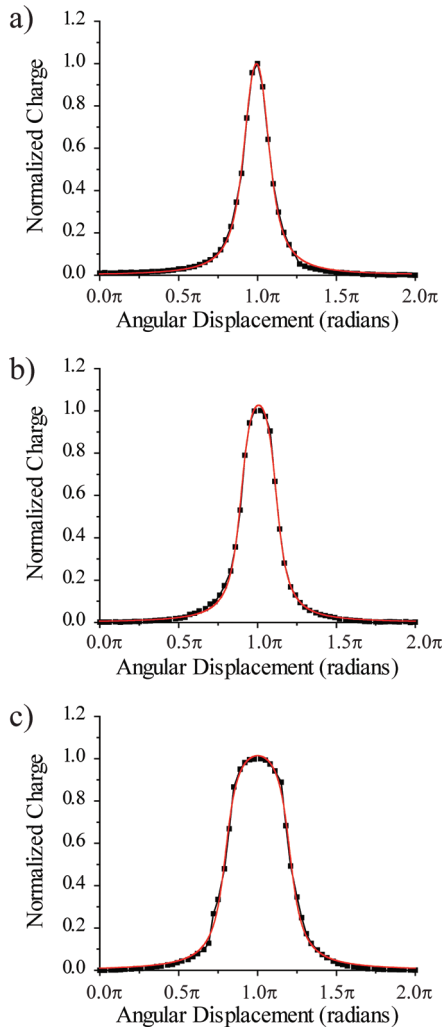 a)
1.2
1.0
0.8
0.6
0.4
0.2
0.0
Normalized Charge
0.0π 0.5π 1.0π 1.5π 2.0π
Angular Displacement (radians)
b)
1.2
1.0
0.8
0.6
0.4
0.2
0.0
Normalized Charge
0.0π 0.5π 1.0π 1.5π 2.0π
Angular Displacement (radians)
c)
1.2
1.0
0.8
0.6
0.4
0.2
0.0
Normalized Charge
0.0π 0.5π 1.0π 1.5π 2.0π
Angular Displacement (radians)